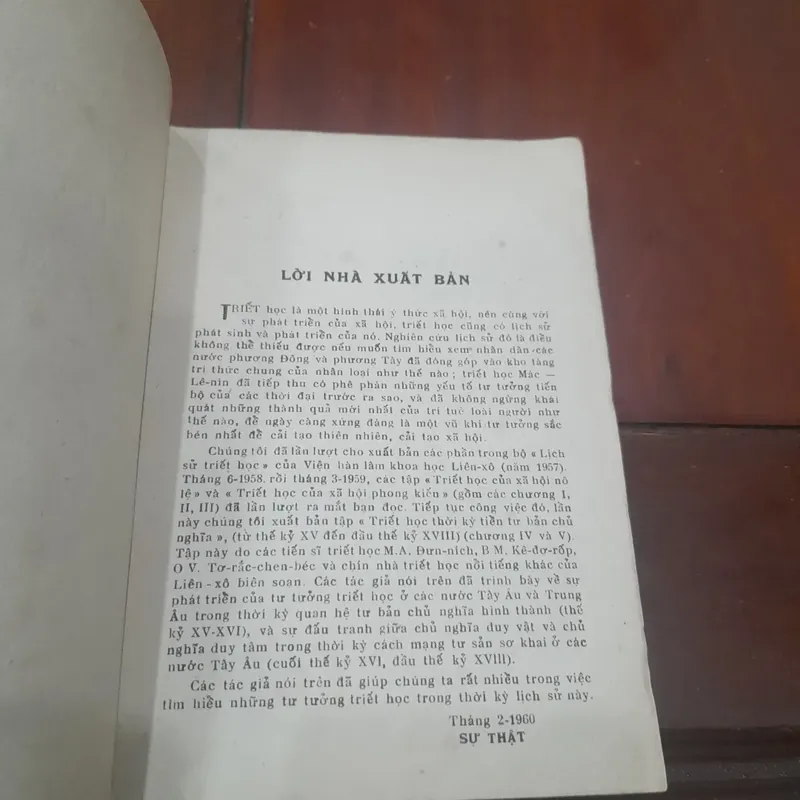 LỜI NHÀ XUẤT BẢN
TRIẾT học là một hình thái ý thức xã hội, nên cùng với
sự phát triển của xã hội, triết học cũng có lịch sử
phát sinh và phát triển của nó. Nghiên cứu lịch sử đó là điều
không thể thiếu được nếu muốn tìm hiểu xem nhân dân các
nước phương Đông và phương Tây đã đóng góp vào kho tàng
tri thức chung của nhân loại như thế nào ; triết học Mác —
Lê-nin đã tiếp thu có phê phán những yếu tố tư tưởng tiến
bộ của các thời đại trước ra sao, và đã không ngừng khái
quát những thành quả mới nhất của trí tuệ loài người như
thế nào, để ngày càng xứng đáng là một vũ khí tư tưởng sắc
bén nhất để cải tạo thiên nhiên, cải tạo xã hội.
Chúng tôi đã lần lượt cho xuất bản các phần trong bộ « Lịch
sử triết học » của Viện hàn lâm khoa học Liên-xô (năm 1957).
Tháng 6-1958. rồi tháng 3-1959, các tập « Triết học của xã hội nô
lệ » và « Triết học của xã hội phong kiến » (gồm các chương I,
II, III) đã lần lượt ra mắt bạn đọc. Tiếp tục công việc đó, lần
này chúng tôi xuất bản tập « Triết học thời kỳ tiền tư bản chủ
nghĩa », (từ thế kỷ XV đến đầu thế kỷ XVIII) (chương IV và V).
Tập này do các tiến sĩ triết học M.A. Đưn-ních, B M. Kê-đơ-rốp,
O V. Tơ-rắc-chen-béc và chín nhà triết học nổi tiếng khác của
Liên-xô biên soạn. Các tác giả nói trên đã trình bày về sự
phát triển của tư tưởng triết học ở các nước Tây Âu và Trung
Âu trong thời kỳ quan hệ tư bản chủ nghĩa hình thành (thế
kỷ XV-XVI), và sự đấu tranh giữa chủ nghĩa duy vật và chủ
nghĩa duy tâm trong thời kỳ cách mạng tư sản sơ khai ở các
nước Tây Âu (cuối thế kỷ XVI, đầu thế kỷ XVIII).
Các tác giả nói trên đã giúp chúng ta rất nhiều trong việc
tìm hiểu những tư tưởng triết học trong thời kỳ lịch sử này.
Tháng 2-1960
SỰ THẬT